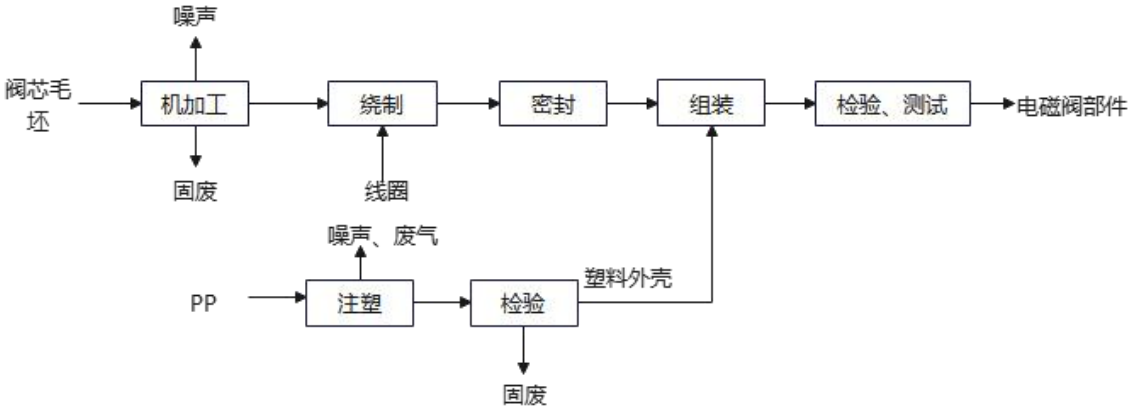 噪声
阀芯毛
坯
机加工
绕制
密封
组装
检验、测试
电磁阀部件
固废
线圈
噪声、废气
塑料外壳
PP
注塑
检验
固废